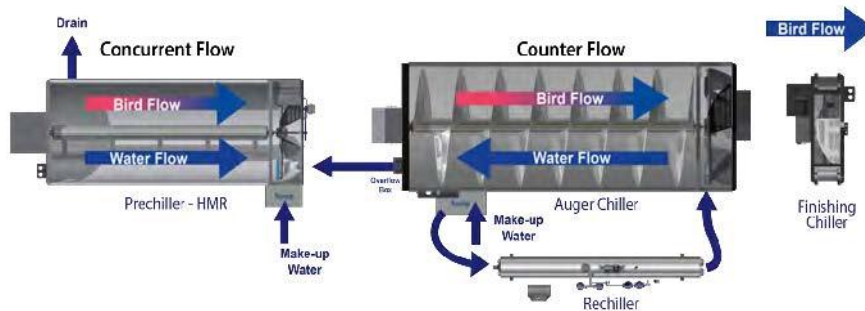 Drain
Concurrent Flow
Counter Flow
Bird Flow
Bird Flow
Bird Flow
Water Flow
Water Flow
Overflow
Box
Prechiller - HMR
Auger Chiller
Make-up
Water
Make-up
Water
Finishing
Chiller
Rechiller